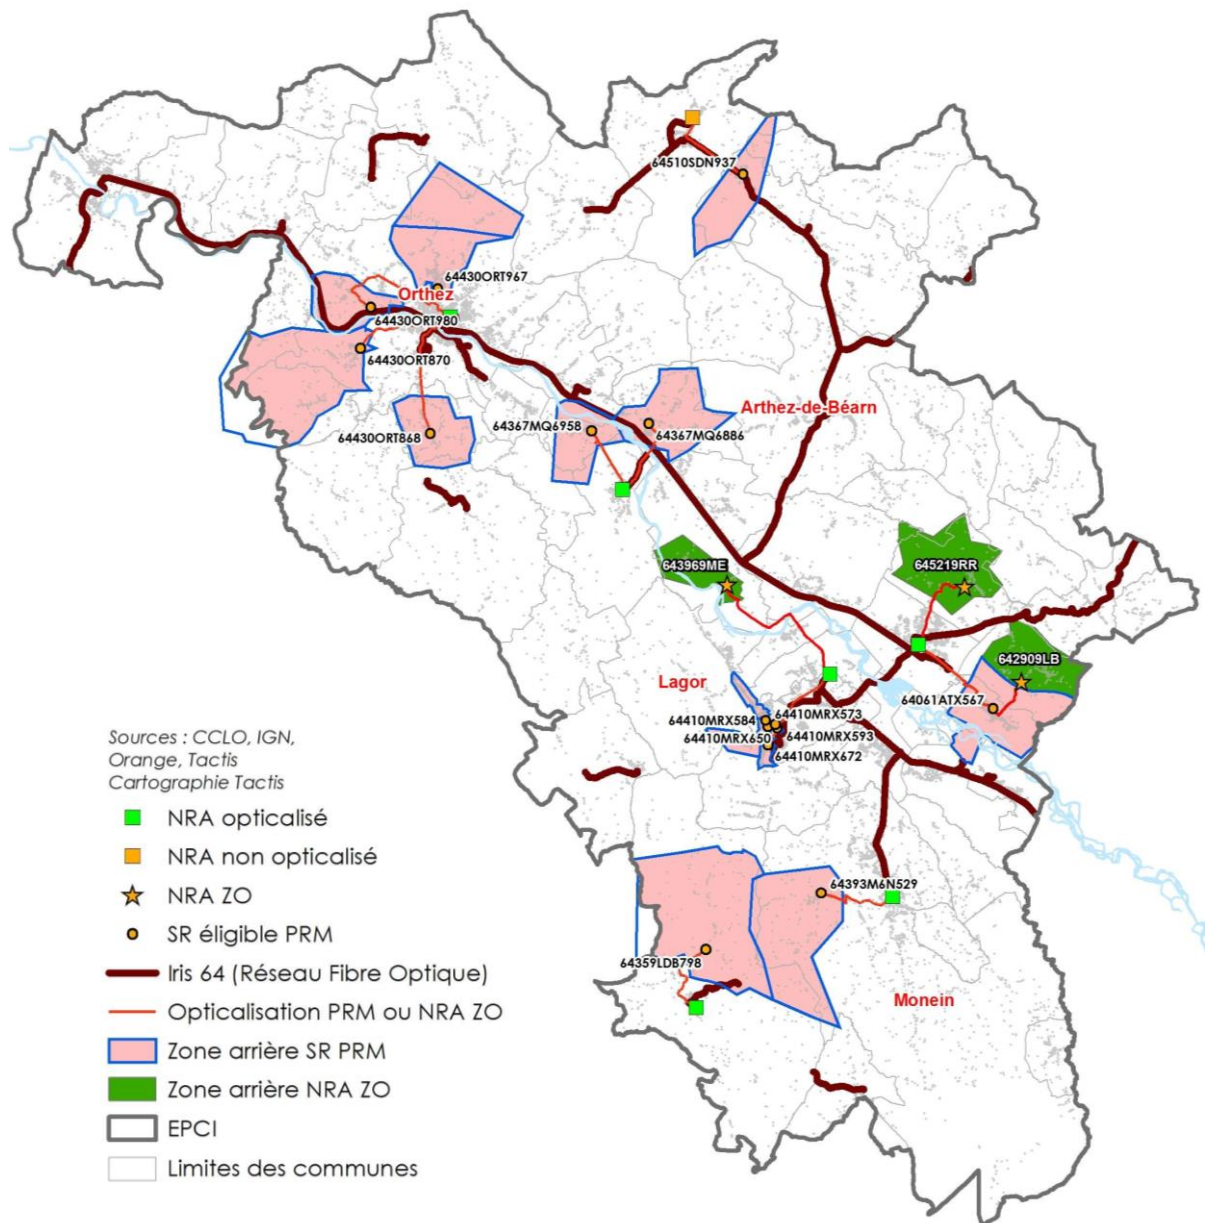 64510SDN937
64430ORT967
Orthez
64430ORT980
64430ORT870
Arthez-de-Béarn
64367MQ6958
64367MQ6886
64430ORT868
643969ME
645219RR
642909LB
Lagor
64061ATX567
64410MRX584
64410MRX573
64410MRX650
64410MRX593
64410MRX672
Sources : CCLO, IGN,
Orange, Tactis
Cartographie Tactis
NRA opticalisé
NRA non opticalisé
NRA ZO
SR éligible PRM
Iris 64 (Réseau Fibre Optique)
Opticalisation PRM ou NRA ZO
Zone arrière SR PRM
Zone arrière NRA ZO
EPCI
Limites des communes
64393M6N529
64359LDB798
Monein